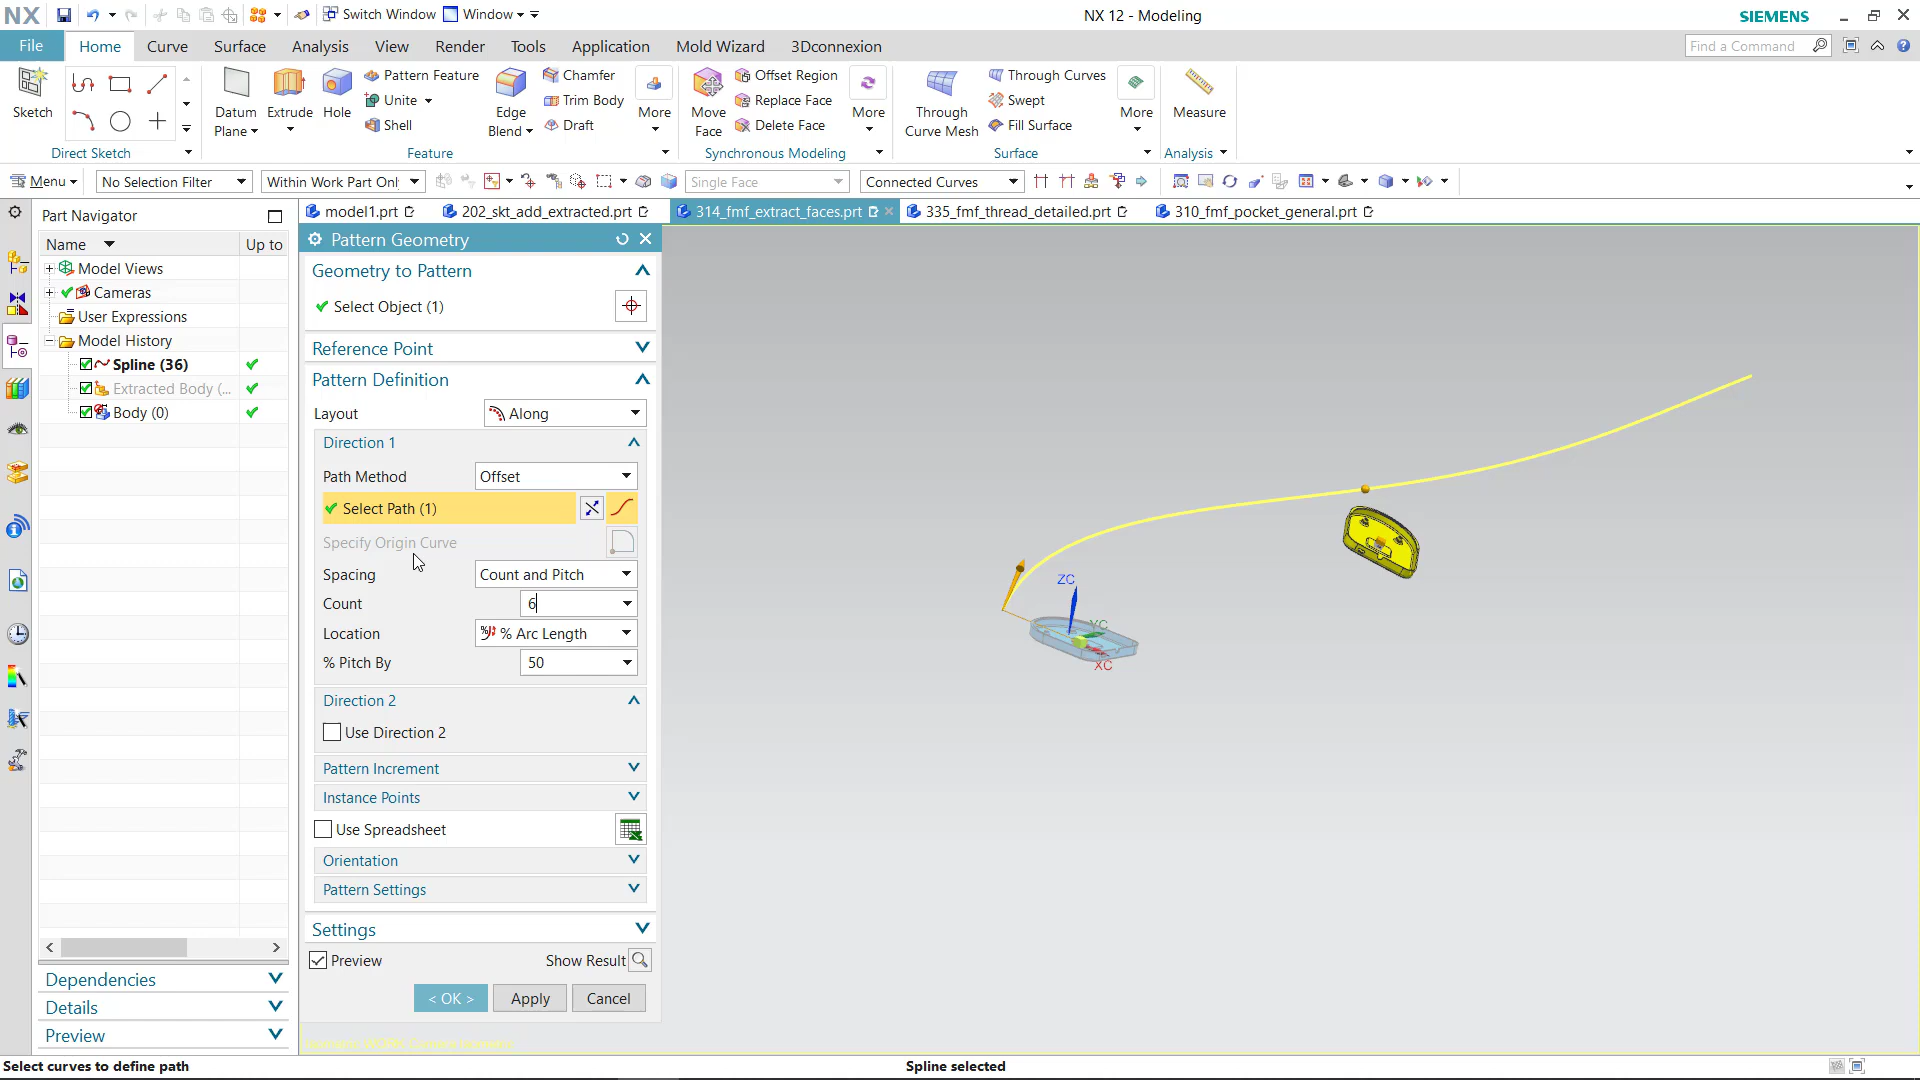 NX
Switch Window
Window
NX 12 - Modeling
SIEMENS
File
Home
Curve
Surface
Analysis
View
Render
Tools
Application
Mold Wizard
3Dconnexion
Find a Command
Sketch
Direct Sketch
Datum
Plane
Extrude
Hole
Pattern Feature
Unite
Shell
Edge
Blend
Chamfer
Trim Body
Draft
More
Feature
Move
Face
Offset Region
Replace Face
Delete Face
More
Synchronous Modeling
Through
Curve Mesh
Through Curves
Swept
Fill Surface
More
Surface
Measure
Analysis
Menu
No Selection Filter
Within Work Part Onl
Single Face
Connected Curves
Part Navigator
Name
Up to
Model Views
Cameras
User Expressions
Model History
Spline (36)
Extracted Body (...
Body (0)
Dependencies
Details
Preview
model1.prt
202_skt_add_extracted.prt
314_fmf_extract_faces.prt
335_fmf_thread_detailed.prt
310_fmf_pocket_general.prt
Pattern Geometry
Geometry to Pattern
Select Object (1)
Reference Point
Pattern Definition
Layout
Along
Direction 1
Path Method
Offset
Select Path (1)
Specify Origin Curve
Spacing
Count and Pitch
Count
6
Location
% Arc Length
% Pitch By
50
Direction 2
Use Direction 2
Pattern Increment
Instance Points
Use Spreadsheet
Orientation
Pattern Settings
Settings
Preview
Show Result
< OK >
Apply
Cancel
ZC
YC
XC
Select curves to define path
Spline selected